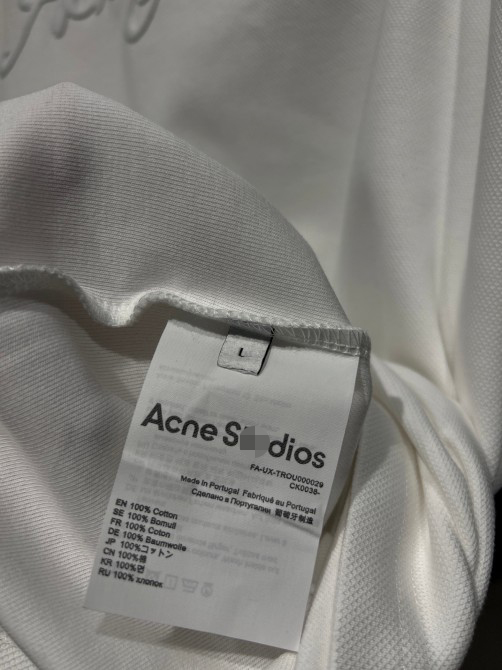 L
Acne S dios
FA-UX-TROU000029
CK0038-
Made in Portugal Fabriqué au Portugal
Сделано в Португалии 葡萄牙制造
EN 100% Cotton
SE 100% Bomull
FR 100% Coton
DE 100% Baumwolle
JP 100%コットン
CN 100%棉
KR 100%면
RU 100% хлопок